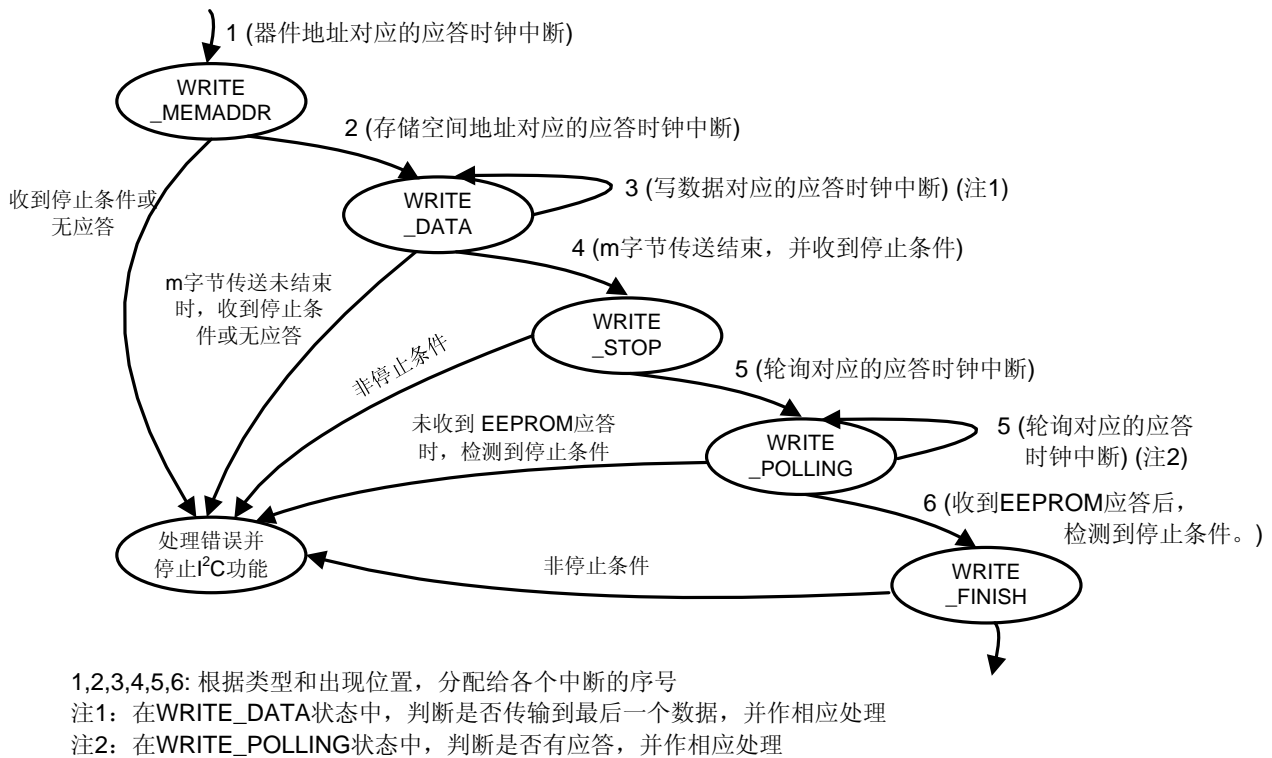 1 (器件地址对应的应答时钟中断)
WRITE
_MEMADDR
2 (存储空间地址对应的应答时钟中断)
收到停止条件或
无应答
WRITE
_DATA
3 (写数据对应的应答时钟中断) (注1)
4 (m字节传送结束，并收到停止条件)
m字节传送未结束
时，收到停止条
件或无应答
WRITE
_STOP
非停止条件
5 (轮询对应的应答时钟中断)
未收到 EEPROM应答
时，检测到停止条件
WRITE
_POLLING
5 (轮询对应的应答
时钟中断) (注2)
6 (收到EEPROM应答后，
检测到停止条件。)
处理错误并
停止I²C功能
非停止条件
WRITE
_FINISH
1,2,3,4,5,6: 根据类型和出现位置，分配给各个中断的序号
注1：在WRITE_DATA状态中，判断是否传输到最后一个数据，并作相应处理
注2：在WRITE_POLLING状态中，判断是否有应答，并作相应处理